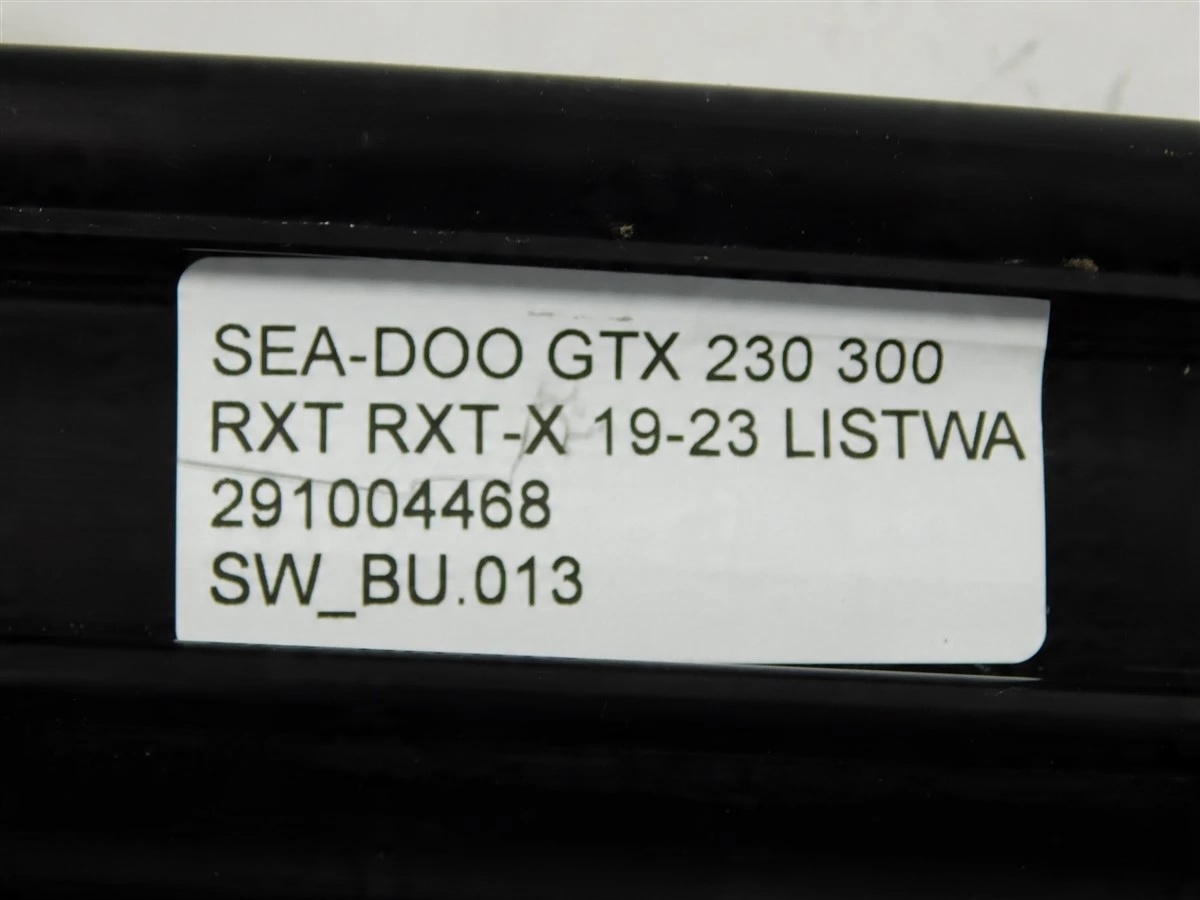 SEA-DOO GTX 230 300
RXT RXT-X 19-23 LISTWA
291004468
SW_BU.013